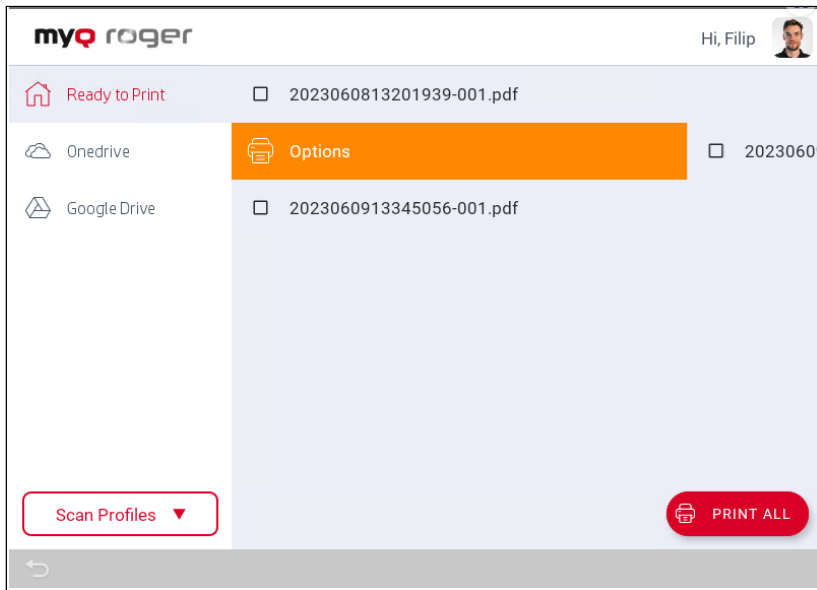 myQ roger
Hi, Filip
Ready to Print
2023060813201939-001.pdf
Onedrive
Options
2023060
Google Drive
2023060913345056-001.pdf
Scan Profiles
PRINT ALL